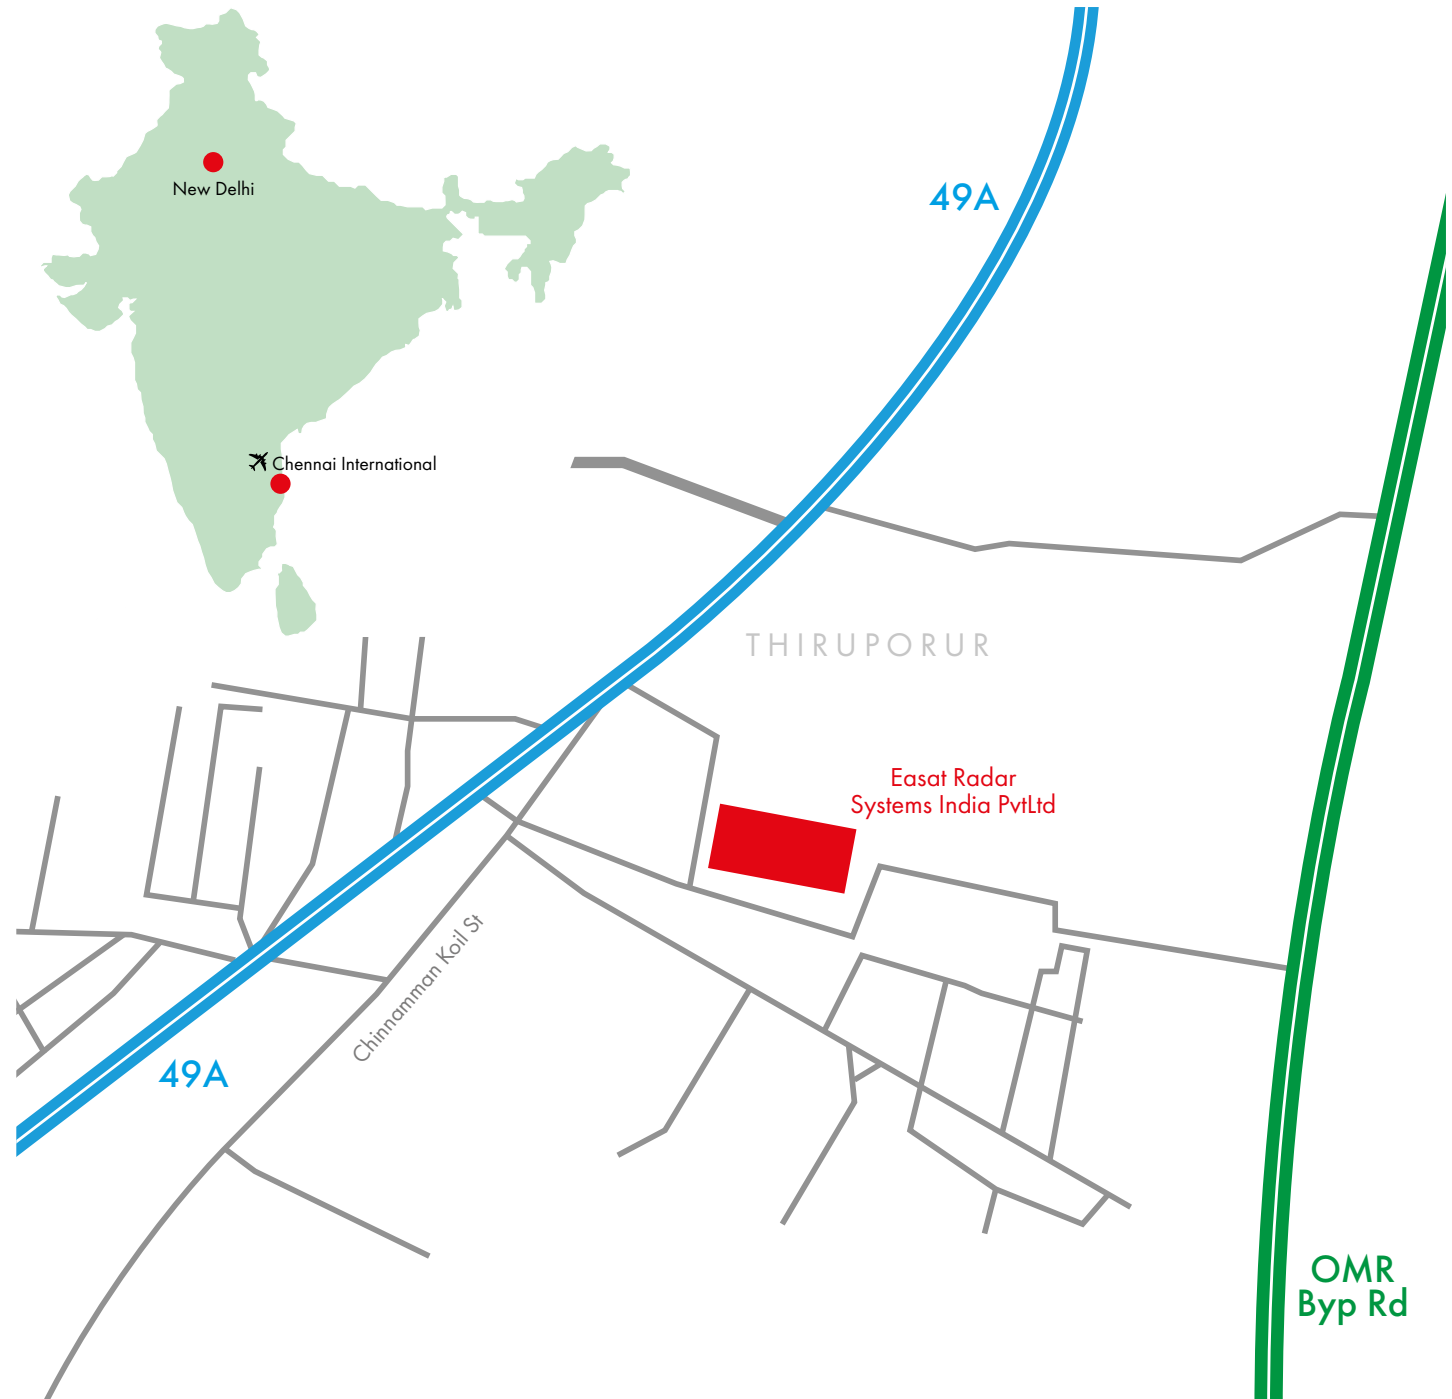 New Delhi
49A
Chennai International
THIRUPORUR
Easat Radar
Systems India PvtLtd
Chinnamman Koil St
49A
OMR
Byp Rd